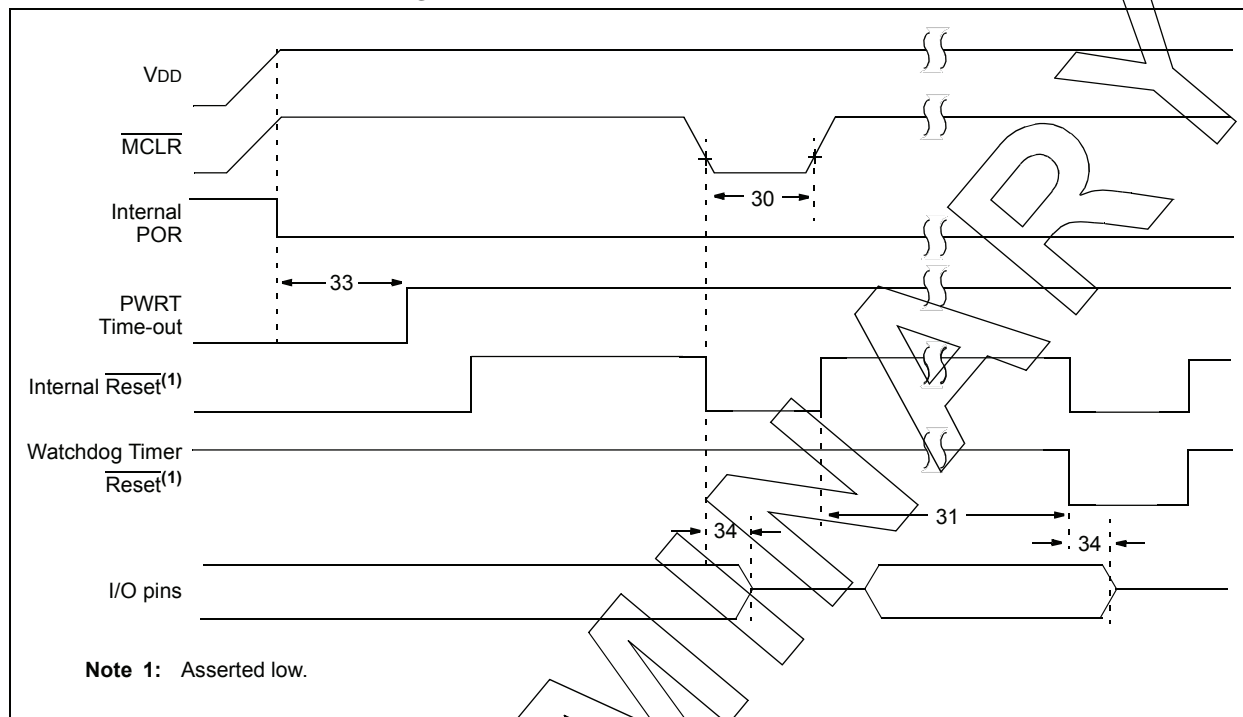 VDD
MCLR
30
Internal
POR
33
PWRT
Time-out
Internal Reset(1)
Watchdog Timer
Reset(1)
31
34
34
I/O pins
Note 1: Asserted low.
MINARY